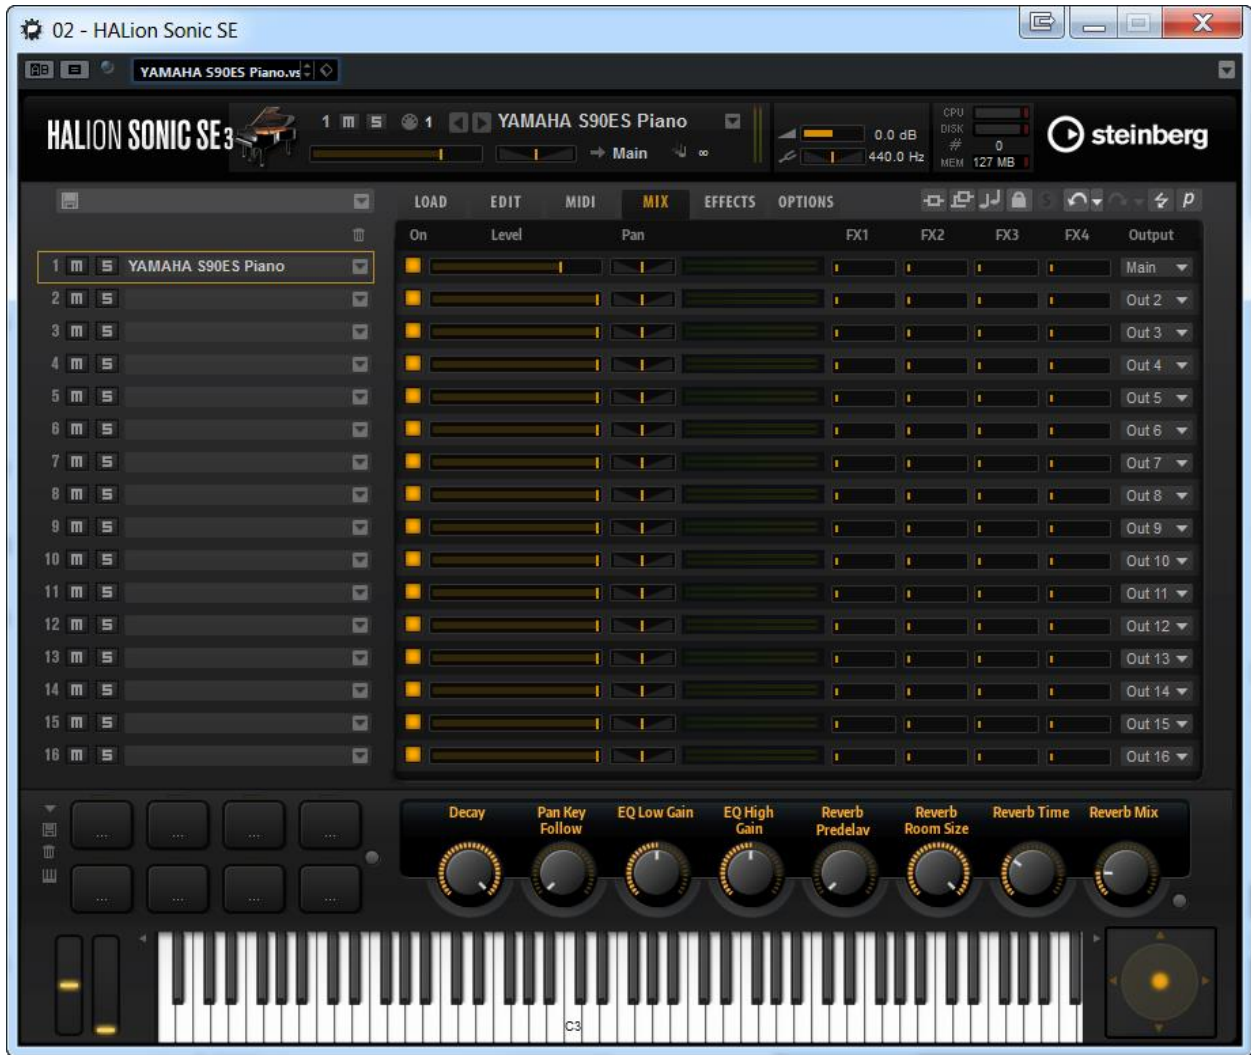 02 - HALion Sonic SE
YAMAHA S90ES Piano.vs
HALION SONIC SE 3
1 m S 1 YAMAHA S90ES Piano
Main ∞
0.0 dB
440.0 Hz
CPU
DISK
# 0
MEM 127 MB
steinberg
LOAD EDIT MIDI MIX EFFECTS OPTIONS S p
On Level Pan FX1 FX2 FX3 FX4 Output
1 m S YAMAHA S90ES Piano Main
2 m S Out 2
3 m S Out 3
4 m S Out 4
5 m S Out 5
6 m S Out 6
7 m S Out 7
8 m S Out 8
9 m S Out 9
10 m S Out 10
11 m S Out 11
12 m S Out 12
13 m S Out 13
14 m S Out 14
15 m S Out 15
16 m S Out 16
... ... ... ...
... ... ... ...
Decay
Pan Key
Follow
EQ Low Gain
EQ High
Gain
Reverb
Predelay
Reverb
Room Size
Reverb Time
Reverb Mix
C3